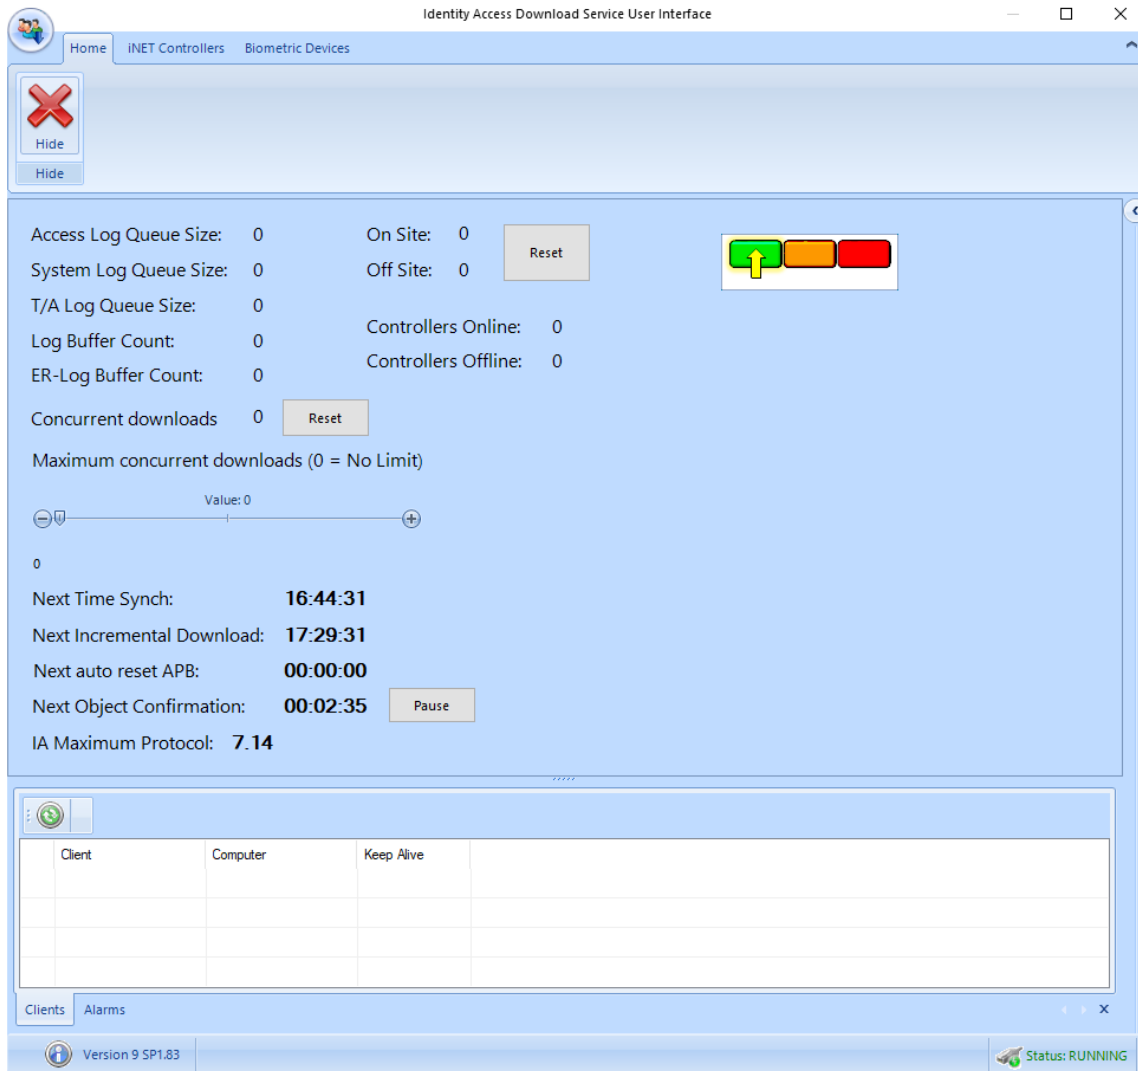 Identity Access Download Service User Interface
Home iNET Controllers Biometric Devices
Hide
Hide
Access Log Queue Size: 0 On Site: 0 Reset
System Log Queue Size: 0 Off Site: 0
T/A Log Queue Size: 0
Controllers Online: 0
Log Buffer Count: 0
Controllers Offline: 0
ER-Log Buffer Count: 0
Concurrent downloads 0 Reset
Maximum concurrent downloads (0 = No Limit)
Value: 0
0
Next Time Synch: 16:44:31
Next Incremental Download: 17:29:31
Next auto reset APB: 00:00:00
Next Object Confirmation: 00:02:35 Pause
IA Maximum Protocol: 7.14
Client Computer Keep Alive
Clients Alarms
Version 9 SP1.83 Status: RUNNING